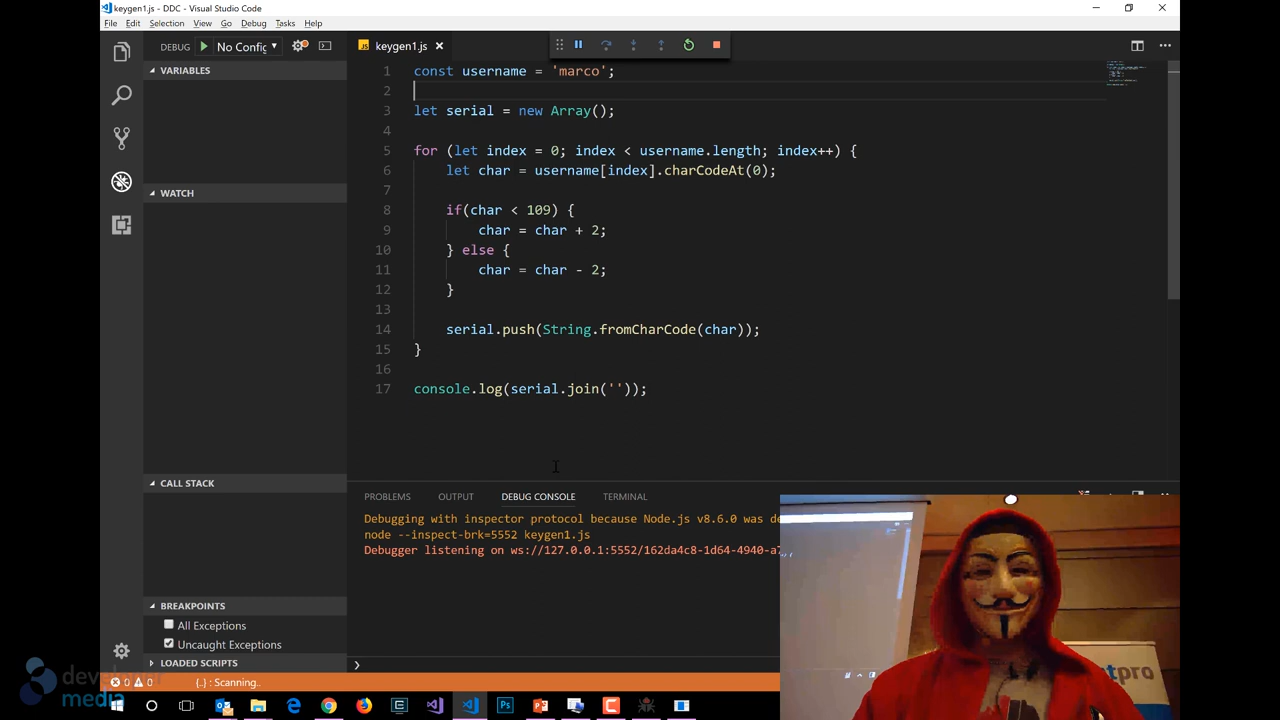 keygen1.js - DDC - Visual Studio Code
File Edit Selection View Go Debug Tasks Help
DEBUG No Config
keygen1.js
VARIABLES
WATCH
CALL STACK
BREAKPOINTS
All Exceptions
Uncaught Exceptions
LOADED SCRIPTS
1 const username = 'marco';
2
3 let serial = new Array();
4
5 for (let index = 0; index < username.length; index++) {
6 let char = username[index].charCodeAt(0);
7
8 if(char < 109) {
9 char = char + 2;
10 } else {
11 char = char - 2;
12 }
13
14 serial.push(String.fromCharCode(char));
15 }
16
17 console.log(serial.join(''));
PROBLEMS OUTPUT DEBUG CONSOLE TERMINAL
Debugging with inspector protocol because Node.js v8.6.0 was de
node --inspect-brk=5552 keygen1.js
Debugger listening on ws://127.0.0.1:5552/162da4c8-1d64-4940-a7
0 0 {..} : Scanning..
developer
media
tpro